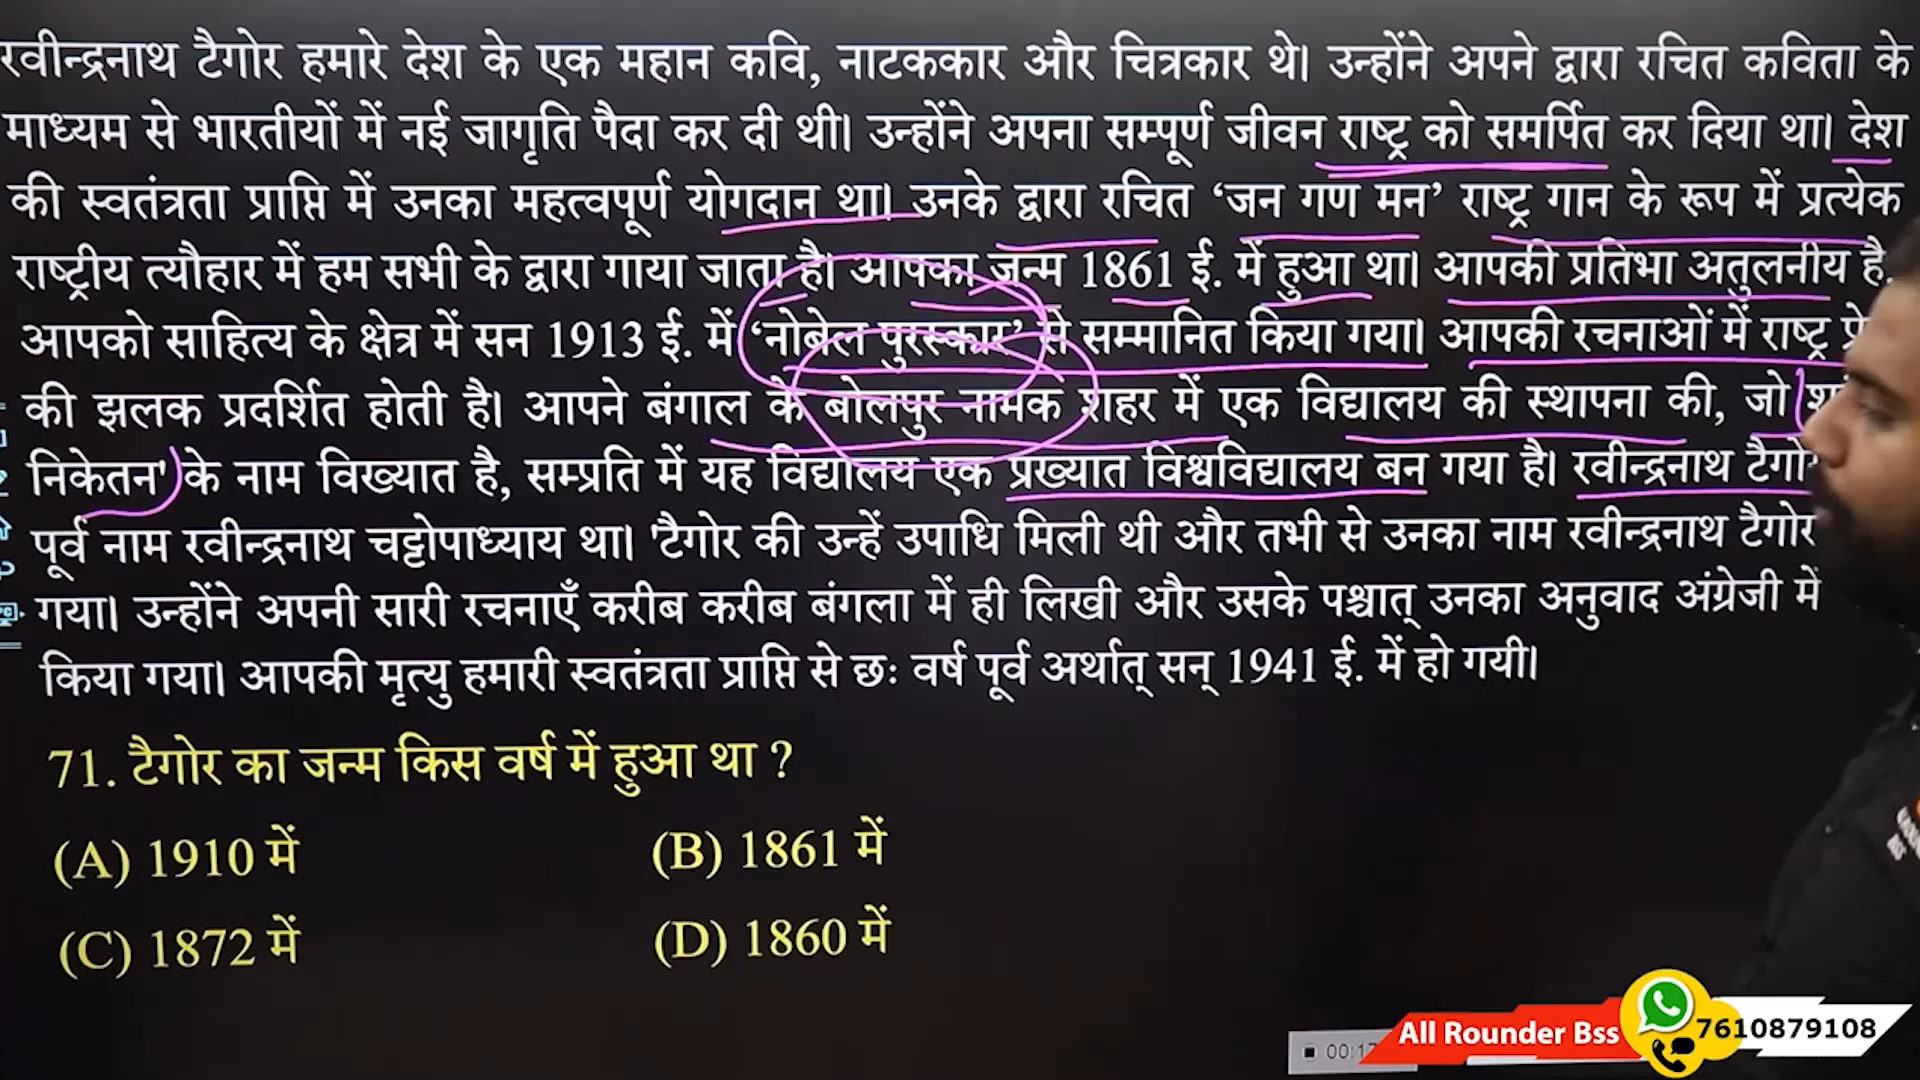 रवीन्द्रनाथ टैगोर हमारे देश के एक महान कवि, नाटककार और चित्रकार थे। उन्होंने अपने द्वारा रचित कविता के
माध्यम से भारतीयों में नई जागृति पैदा कर दी थी। उन्होंने अपना सम्पूर्ण जीवन राष्ट्र को समर्पित कर दिया था। देश
की स्वतंत्रता प्राप्ति में उनका महत्वपूर्ण योगदान था। उनके द्वारा रचित ‘जन गण मन’ राष्ट्र गान के रूप में प्रत्येक
राष्ट्रीय त्यौहार में हम सभी के द्वारा गाया जाता है। आपका जन्म 1861 ई. में हुआ था। आपकी प्रतिभा अतुलनीय है,
आपको साहित्य के क्षेत्र में सन 1913 ई. में ‘नोबेल पुरस्कार’ से सम्मानित किया गया। आपकी रचनाओं में राष्ट्र
की झलक प्रदर्शित होती है। आपने बंगाल के बोलपुर नामक शहर में एक विद्यालय की स्थापना की, जो
निकेतन' के नाम विख्यात है, सम्प्रति में यह विद्यालय एक प्रख्यात विश्वविद्यालय बन गया है। रवीन्द्रनाथ
पूर्व नाम रवीन्द्रनाथ चट्टोपाध्याय था। 'टैगोर की उन्हें उपाधि मिली थी और तभी से उनका नाम रवीन्द्रनाथ टैगोर
गया। उन्होंने अपनी सारी रचनाएँ करीब करीब बंगला में ही लिखी और उसके पश्चात् उनका अनुवाद अंग्रेजी में
किया गया। आपकी मृत्यु हमारी स्वतंत्रता प्राप्ति से छः वर्ष पूर्व अर्थात् सन् 1941 ई. में हो गयी।
71. टैगोर का जन्म किस वर्ष में हुआ था ?
(A) 1910 में (B) 1861 में
(C) 1872 में (D) 1860 में
All Rounder Bss 7610879108